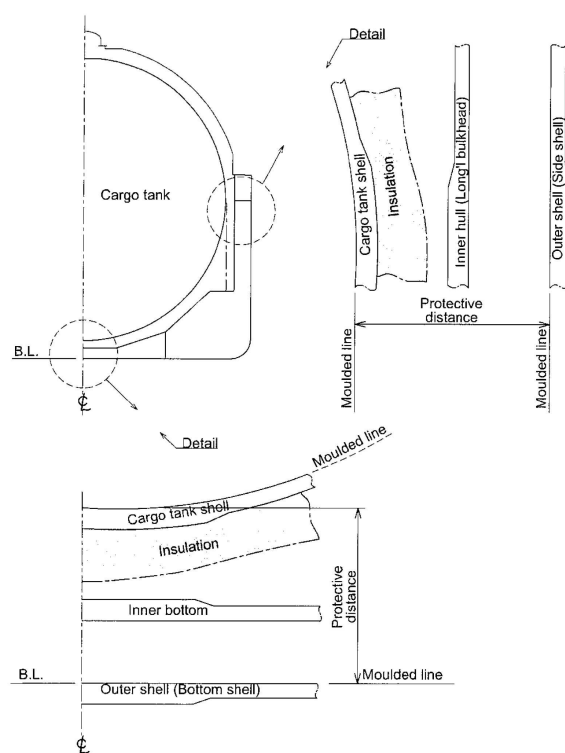 Detail
Cargo tank
Cargo tank shell
Insulation
Inner hull (Long'l bulkhead)
Outer shell (Side shell)
Protective
distance
Moulded line
Moulded line
B.L.
℄
Detail
Moulded line
Cargo tank shell
Insulation
Inner bottom
Protective
distance
B.L.
Moulded line
Outer shell (Bottom shell)
℄